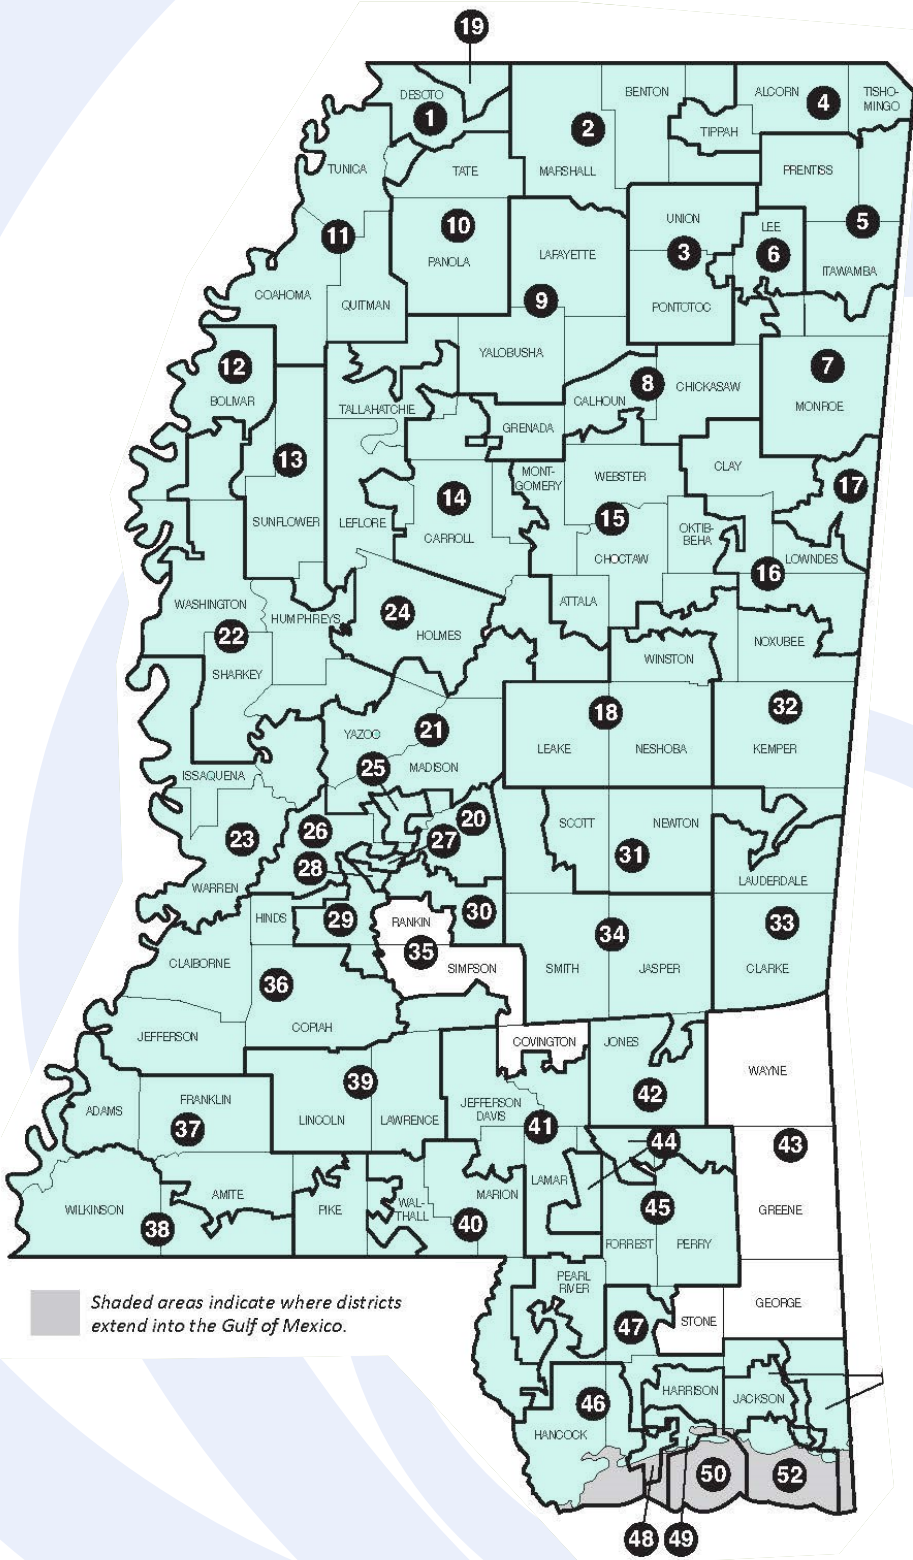 19
DESOTO
1
BENTON
ALCORN
4
TISHO-
MINGO
2
TIPPAH
TUNICA
TATE
MARSHALL
PRENTISS
10
UNION
LEE
5
11
PANOLA
LAFAYETTE
3
6
ITAWAMBA
COAHOMA
QUITMAN
9
PONTOTOC
12
YALOBUSHA
7
BOLIVAR
TALLAHATCHIE
CALHOUN
8
CHICKASAW
MONROE
GRENADA
13
MONT-
GOMERY
WEBSTER
CLAY
17
14
SUNFLOWER
LEFLORE
CARROLL
15
OKTIB-
BEHA
CHOCTAW
LOWNDES
16
WASHINGTON
HUMPHREYS
24
HOLMES
ATTALA
22
NOXUBEE
SHARKEY
WINSTON
18
32
YAZOO
21
LEAKE
NESHOBA
KEMPER
25
MADISON
ISSAQUENA
20
SCOTT
NEWTON
23
26
27
31
28
WARREN
LAUDERDALE
HINDS
29
RANKIN
30
33
CLAIBORNE
35
34
SIMPSON
SMITH
JASPER
CLARKE
36
COPIAH
JEFFERSON
COVINGTON
JONES
WAYNE
39
42
ADAMS
FRANKLIN
LINCOLN
LAWRENCE
JEFFERSON
DAVIS
37
41
44
43
AMITE
LAMAR
WILKINSON
PIKE
WAL-
THALL
MARION
45
GREENE
38
40
FORREST
PERRY
PEARL
RIVER
GEORGE
Shaded areas indicate where districts
extend into the Gulf of Mexico.
47
STONE
HARRISON
JACKSON
46
HANCOCK
50
52
48
49